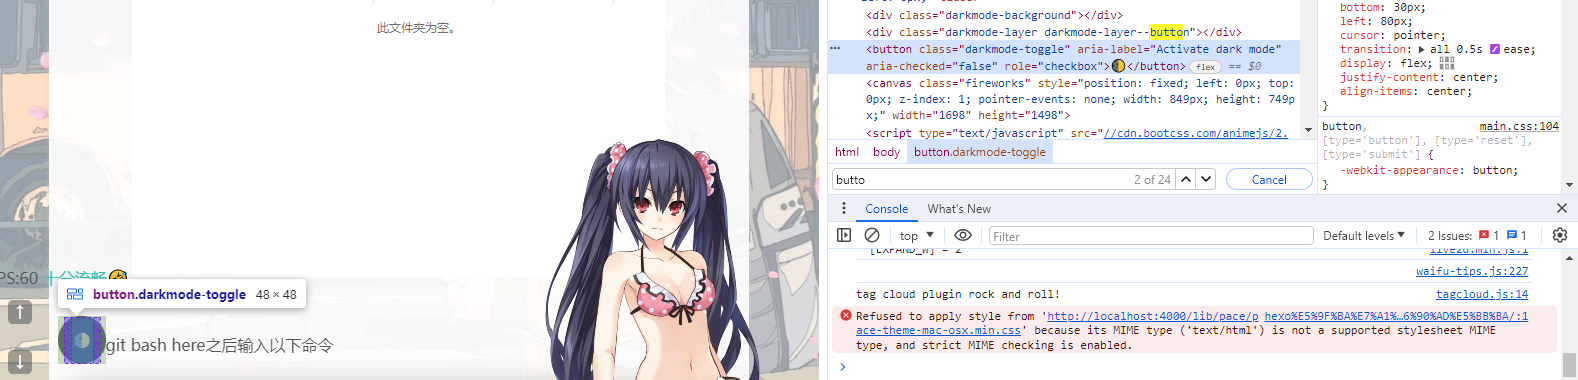 此文件夹为空。
PS:60 十分流畅
button.darkmode-toggle 48 × 48
git bash here之后输入以下命令
<div class="darkmode-background"></div>
<div class="darkmode-layer darkmode-layer--button"></div>
<button class="darkmode-toggle" aria-label="Activate dark mode"
aria-checked="false" role="checkbox">🌓</button> flex == $0
<canvas class="fireworks" style="position: fixed; left: 0px; top:
0px; z-index: 1; pointer-events: none; width: 849px; height: 749p
x;" width="1698" height="1498">
<script type="text/javascript" src="//cdn.bootcss.com/animejs/2.
html body button.darkmode-toggle
butto 2 of 24 Cancel
bottom: 30px;
left: 80px;
cursor: pointer;
transition: all 0.5s ease;
display: flex;
justify-content: center;
align-items: center;
}
button, main.css:104
[type='button'], [type='reset'],
[type='submit'] {
-webkit-appearance: button;
}
Console What's New
top Filter Default levels 2 Issues: 1 1
[EXPAND_W] = 2 live2d.min.js:1
waifu-tips.js:227
tag cloud plugin rock and roll! tagcloud.js:14
Refused to apply style from 'http://localhost:4000/lib/pace/p hexo%E5%9F%BA%E7%A1%…6%90%AD%E5%BB%BA/:1
ace-theme-mac-osx.min.css' because its MIME type ('text/html') is not a supported stylesheet MIME
type, and strict MIME checking is enabled.